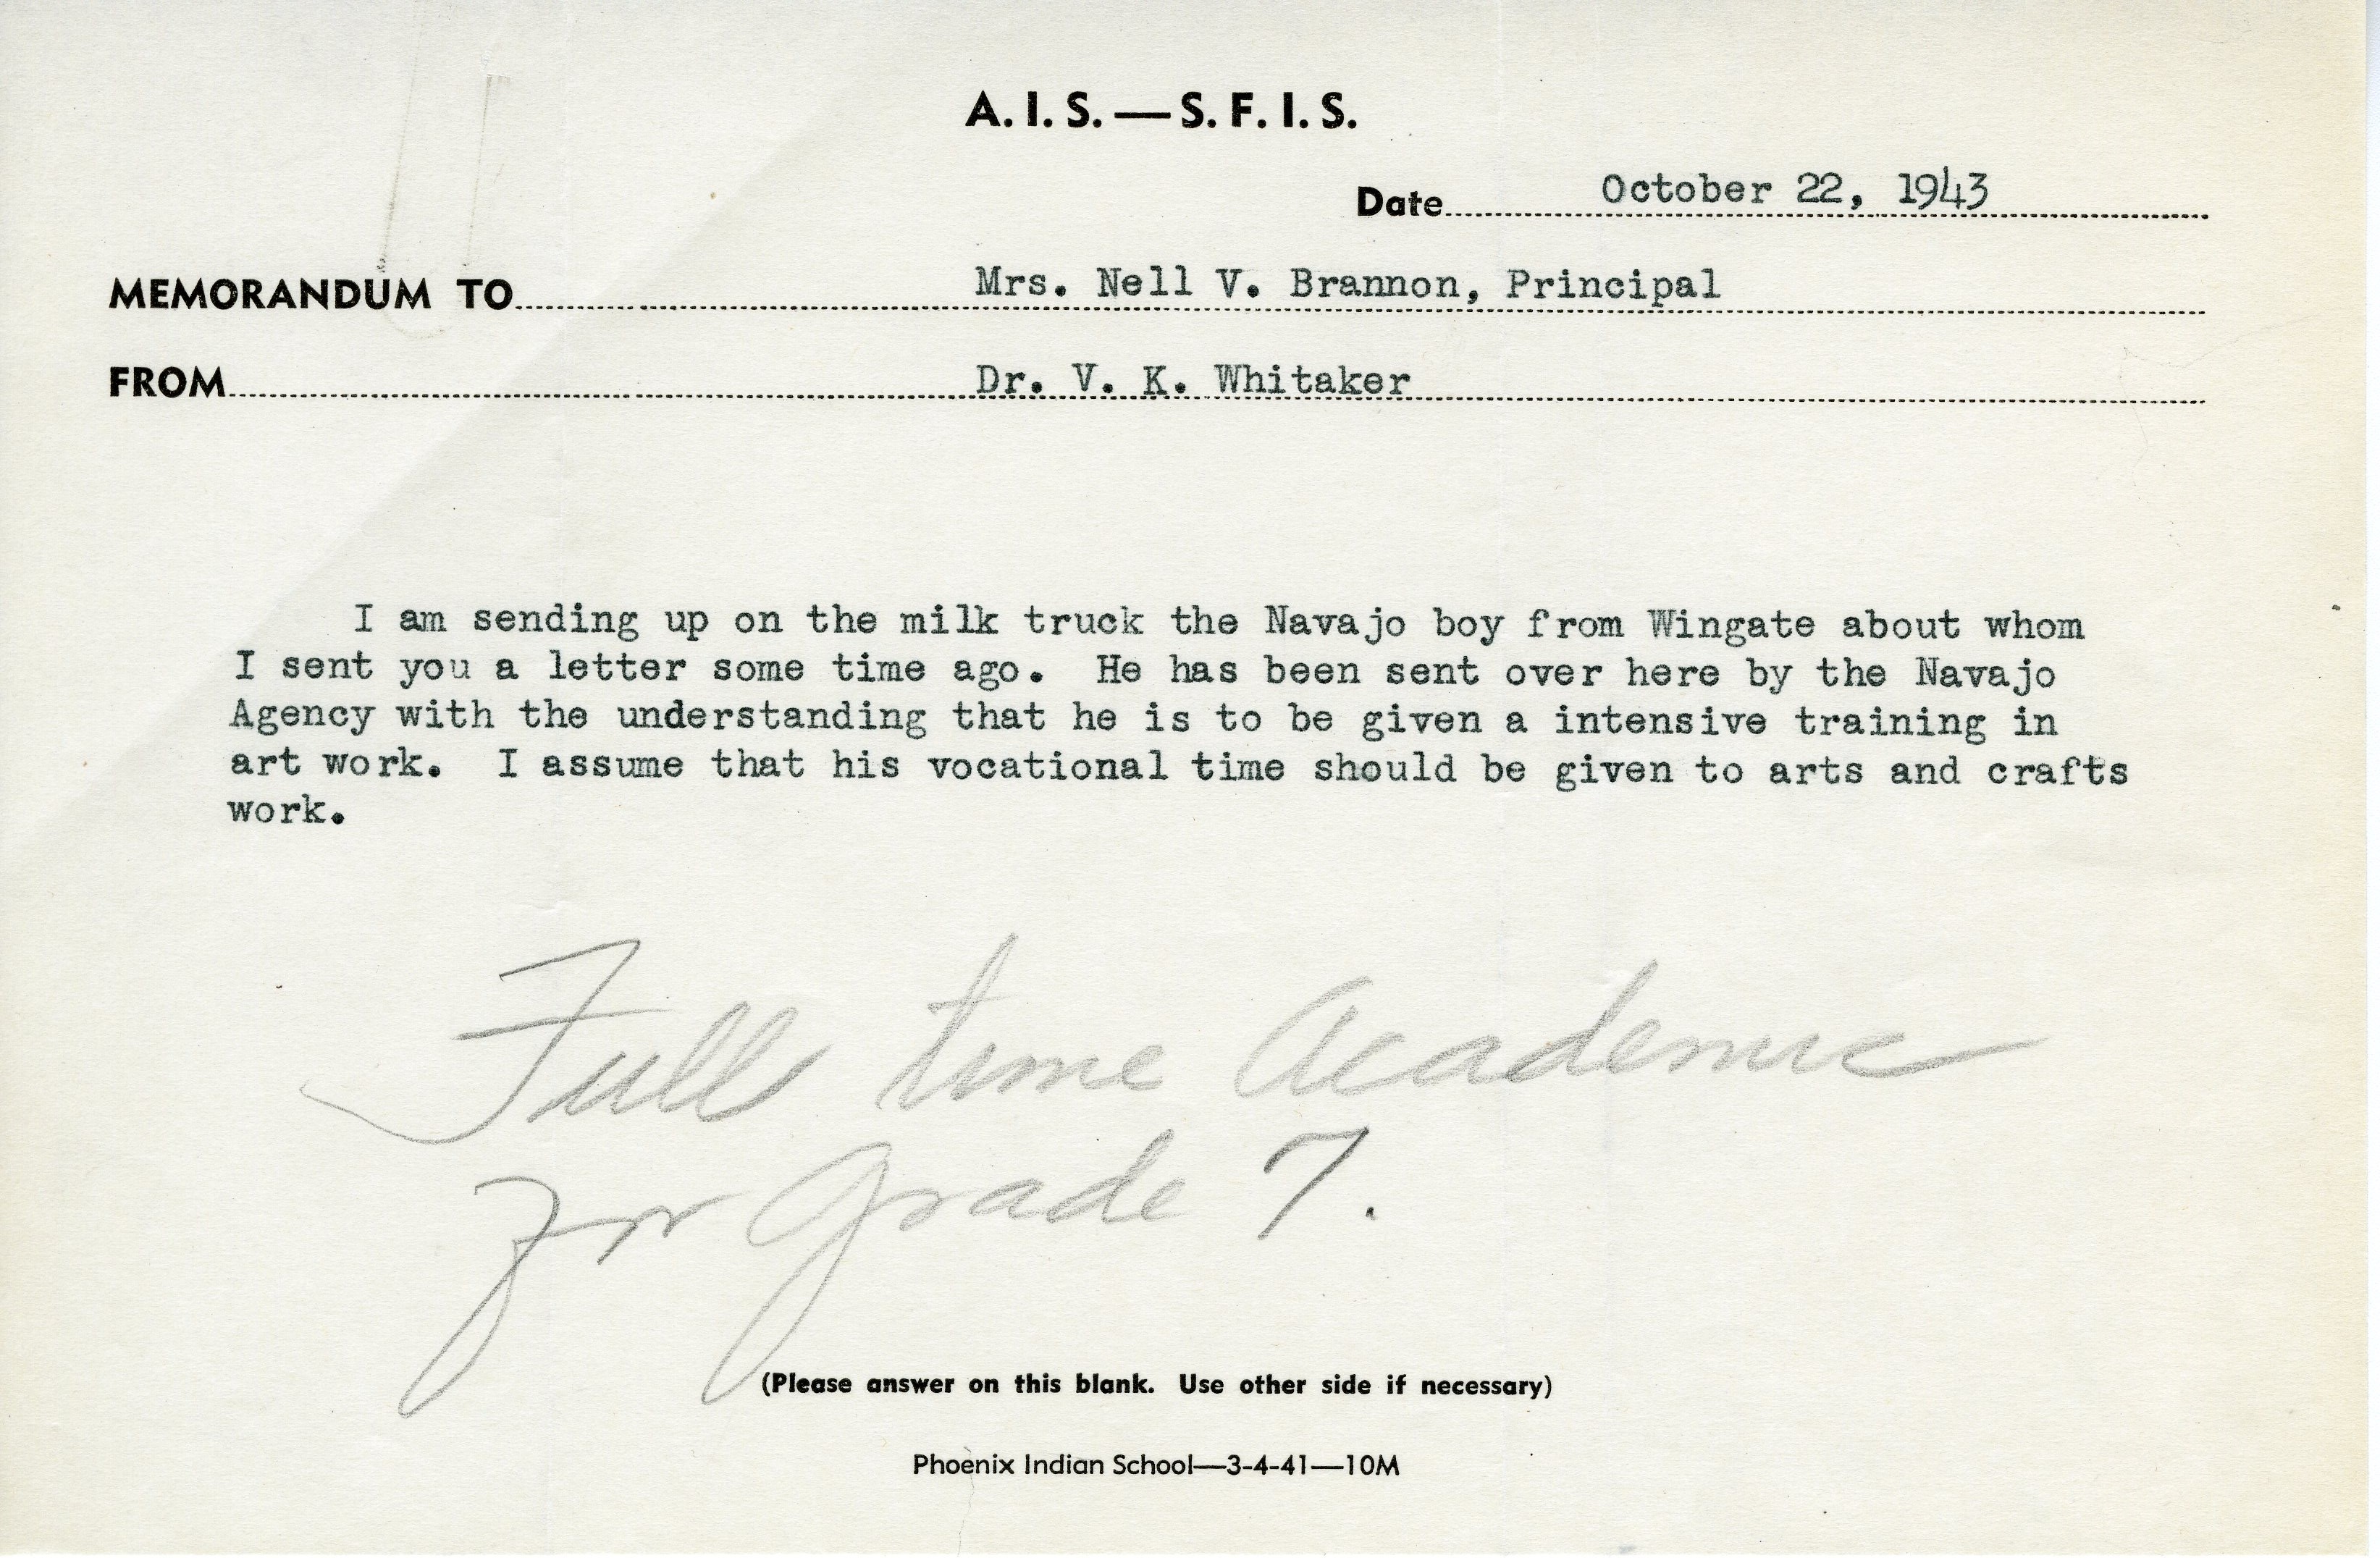 A. I. S. — S. F. I. S.
Date October 22, 1943
MEMORANDUM TO Mrs. Nell V. Brannon, Principal
FROM Dr. V. K. Whitaker
I am sending up on the milk truck the Navajo boy from Wingate about whom
I sent you a letter some time ago. He has been sent over here by the Navajo
Agency with the understanding that he is to be given a intensive training in
art work. I assume that his vocational time should be given to arts and crafts
work.
Full time Academic
for Grade 7.
(Please answer on this blank. Use other side if necessary)
Phoenix Indian School—3-4-41—10M